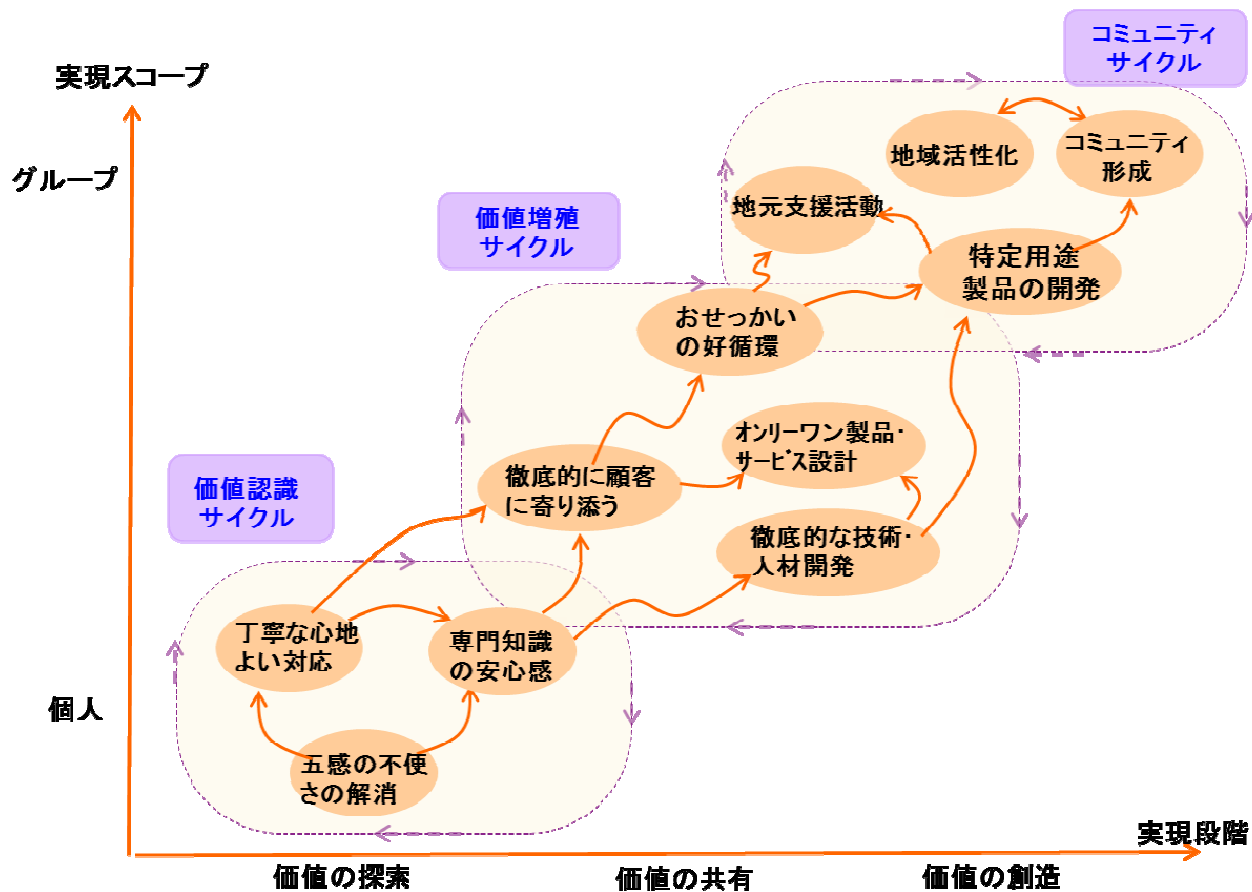 コミュニティ
サイクル
実現スコープ
グループ
地域活性化
コミュニティ
形成
地元支援活動
価値増殖
サイクル
特定用途
製品の開発
おせっかい
の好循環
オンリーワン製品・
サービス設計
徹底的に顧客
に寄り添う
価値認識
サイクル
徹底的な技術・
人材開発
丁寧な心地
よい対応
専門知識
の安心感
個人
五感の不便
さの解消
実現段階
価値の探索
価値の共有
価値の創造